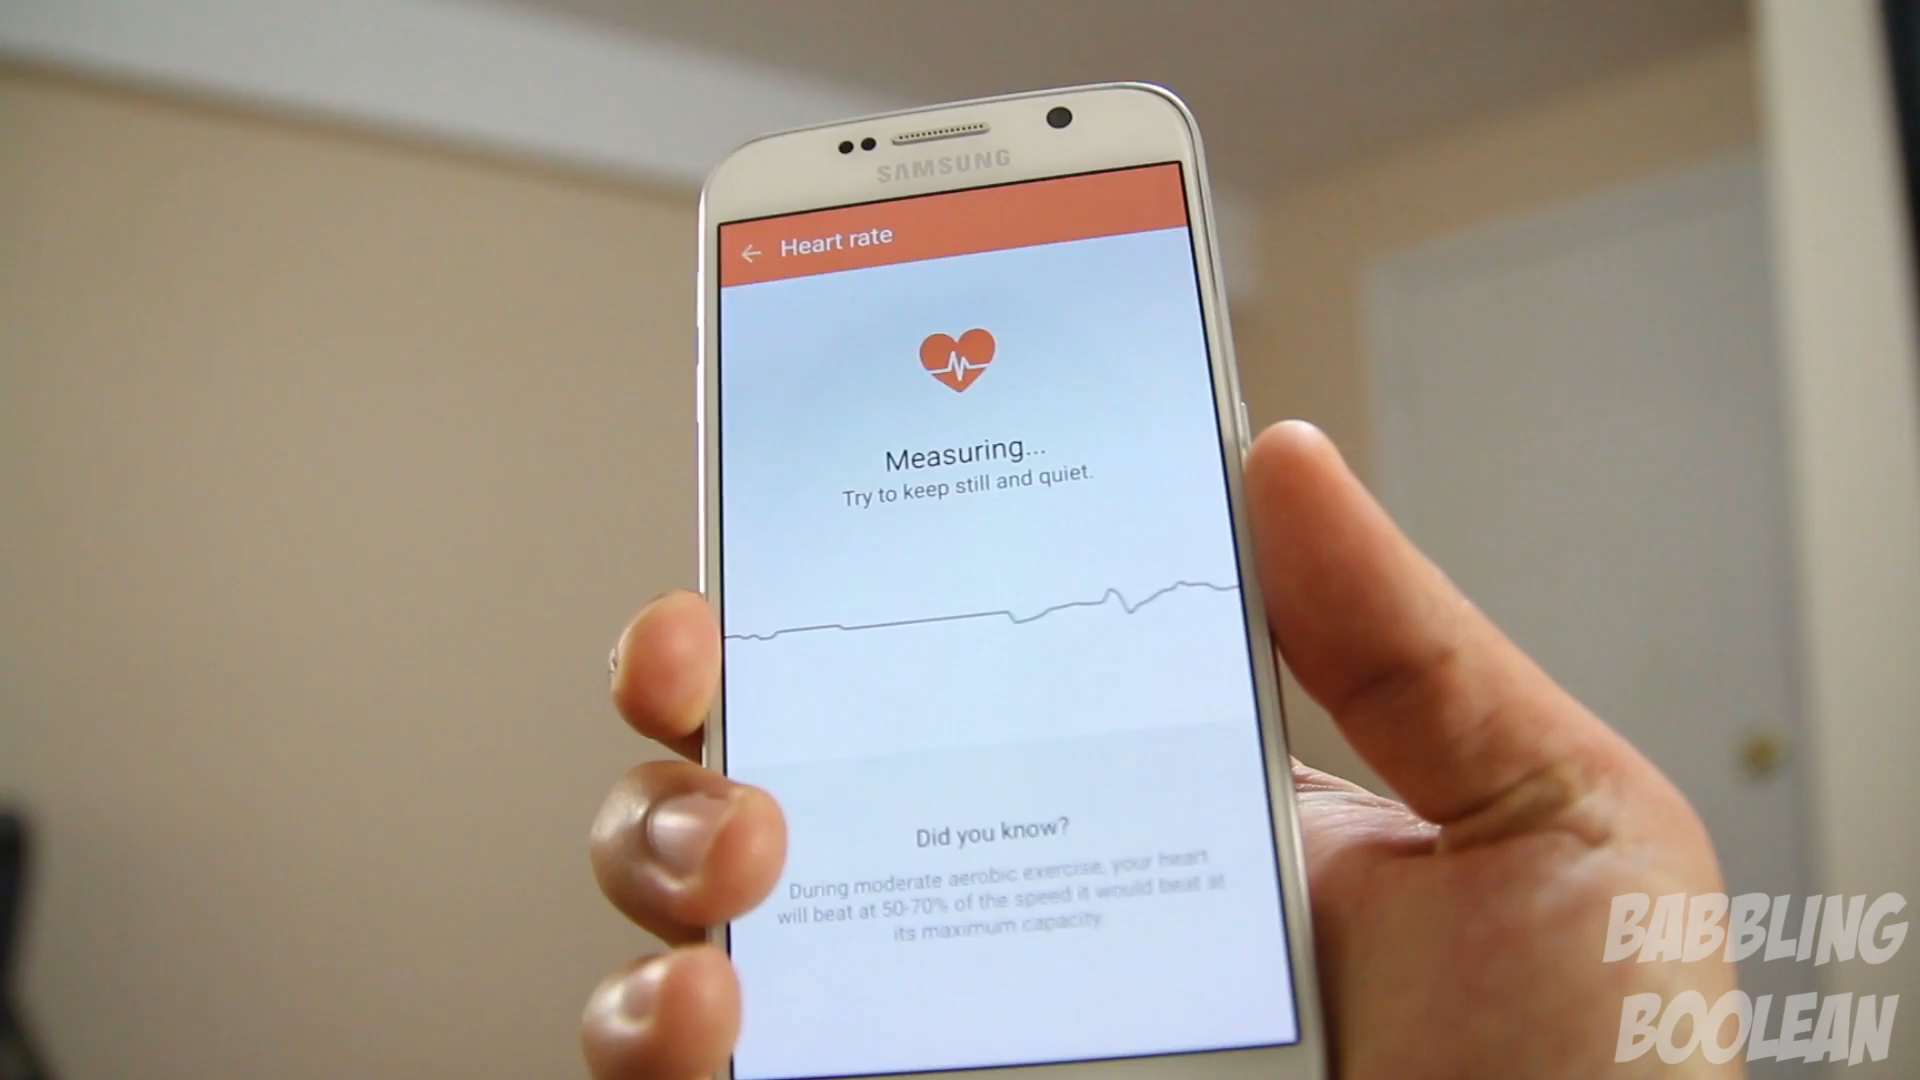 SAMSUNG
Heart rate
Measuring...
Try to keep still and quiet.
Did you know?
During moderate aerobic exercise, your heart
will beat at 50-70% of the speed it would beat at
its maximum capacity.
BABBLING
BOOLEAN